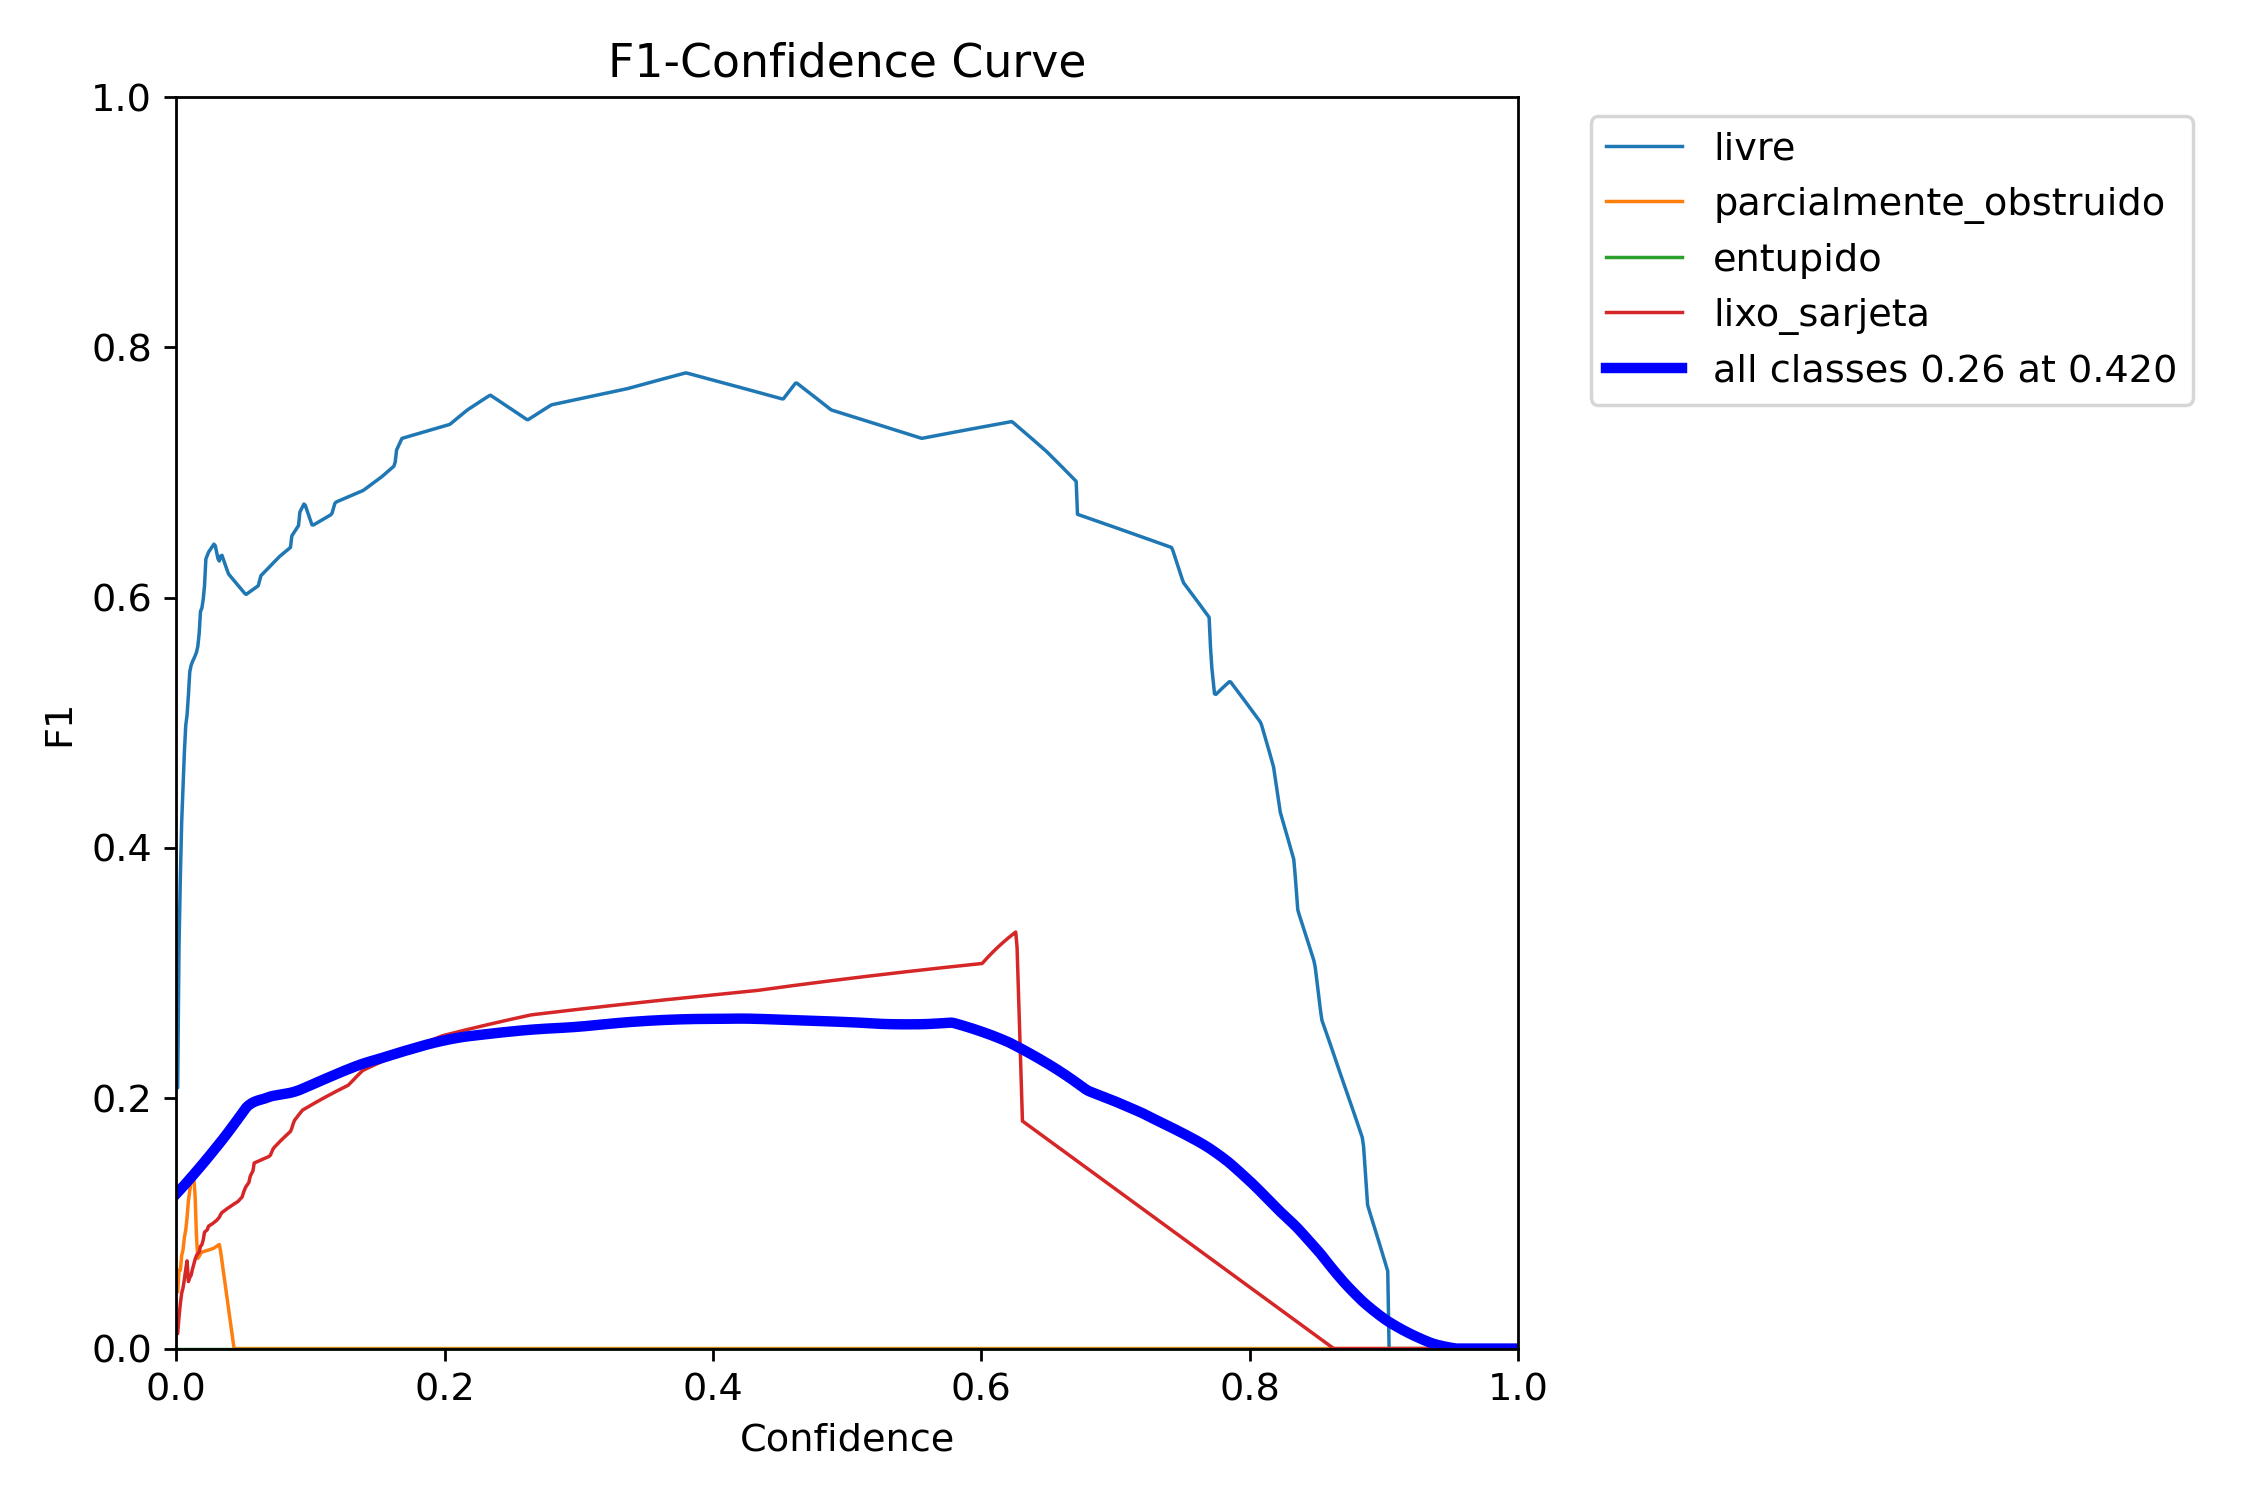 F1-Confidence Curve
1.0
0.8
0.6
0.4
0.2
0.0
F1
0.0 0.2 0.4 0.6 0.8 1.0
Confidence
livre
parcialmente_obstruido
entupido
lixo_sarjeta
all classes 0.26 at 0.420